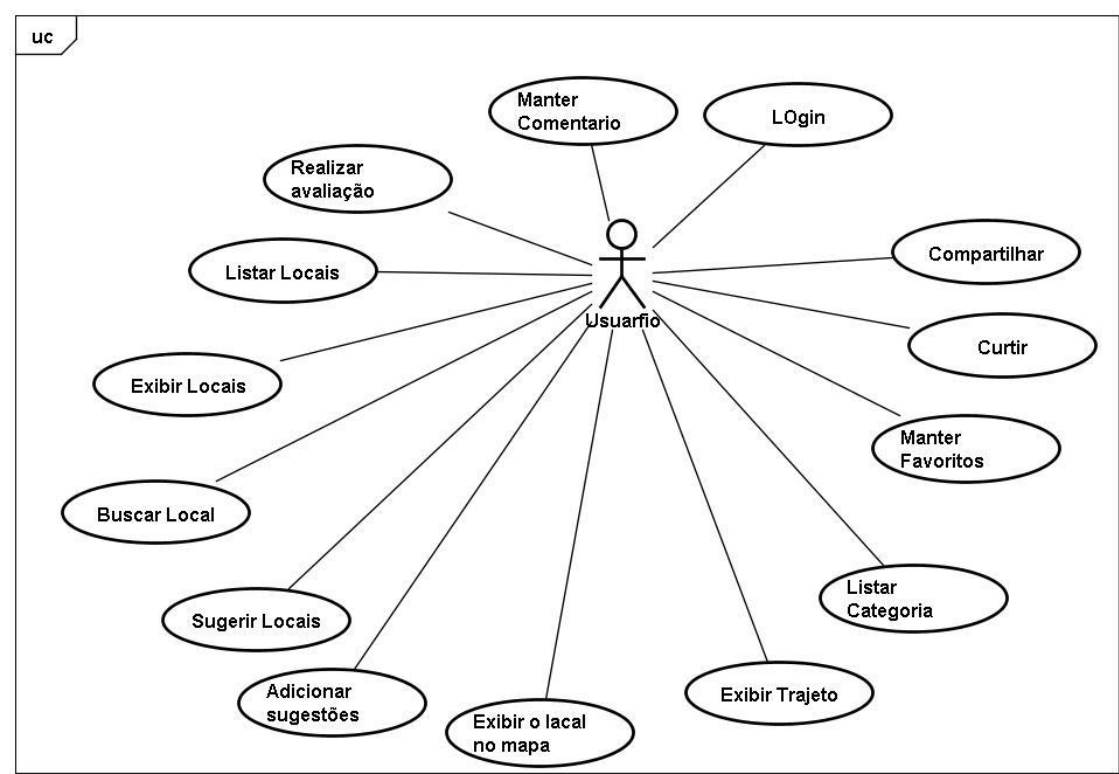 uc
Manter
Comentario
LOgin
Realizar
avaliação
Listar Locais
Compartilhar
Usuarfio
Curtir
Exibir Locais
Manter
Favoritos
Buscar Local
Listar
Categoria
Sugerir Locais
Adicionar
sugestões
Exibir Trajeto
Exibir o lacal
no mapa